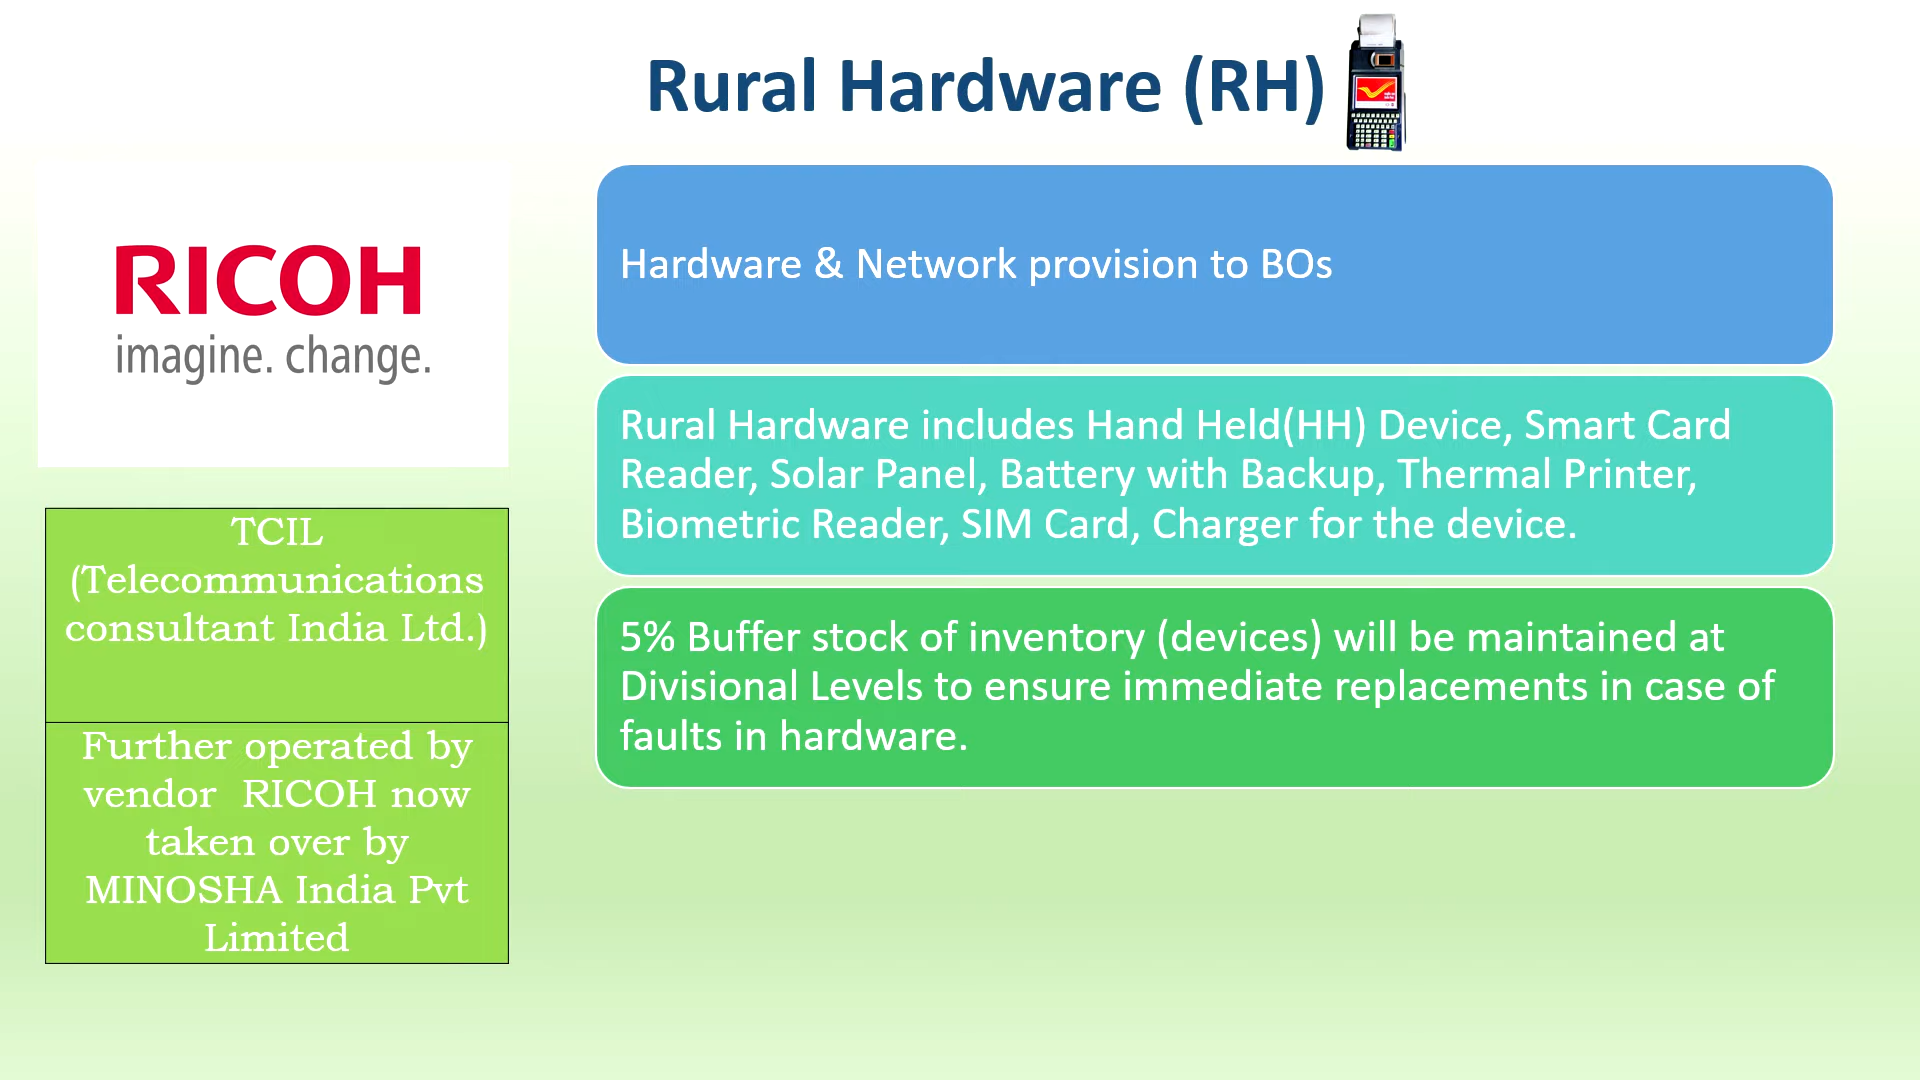 Rural Hardware (RH)
RICOH
imagine. change.
TCIL
(Telecommunications
consultant India Ltd.)
Further operated by
vendor RICOH now
taken over by
MINOSHA India Pvt
Limited
Hardware & Network provision to BOs
Rural Hardware includes Hand Held(HH) Device, Smart Card
Reader, Solar Panel, Battery with Backup, Thermal Printer,
Biometric Reader, SIM Card, Charger for the device.
5% Buffer stock of inventory (devices) will be maintained at
Divisional Levels to ensure immediate replacements in case of
faults in hardware.